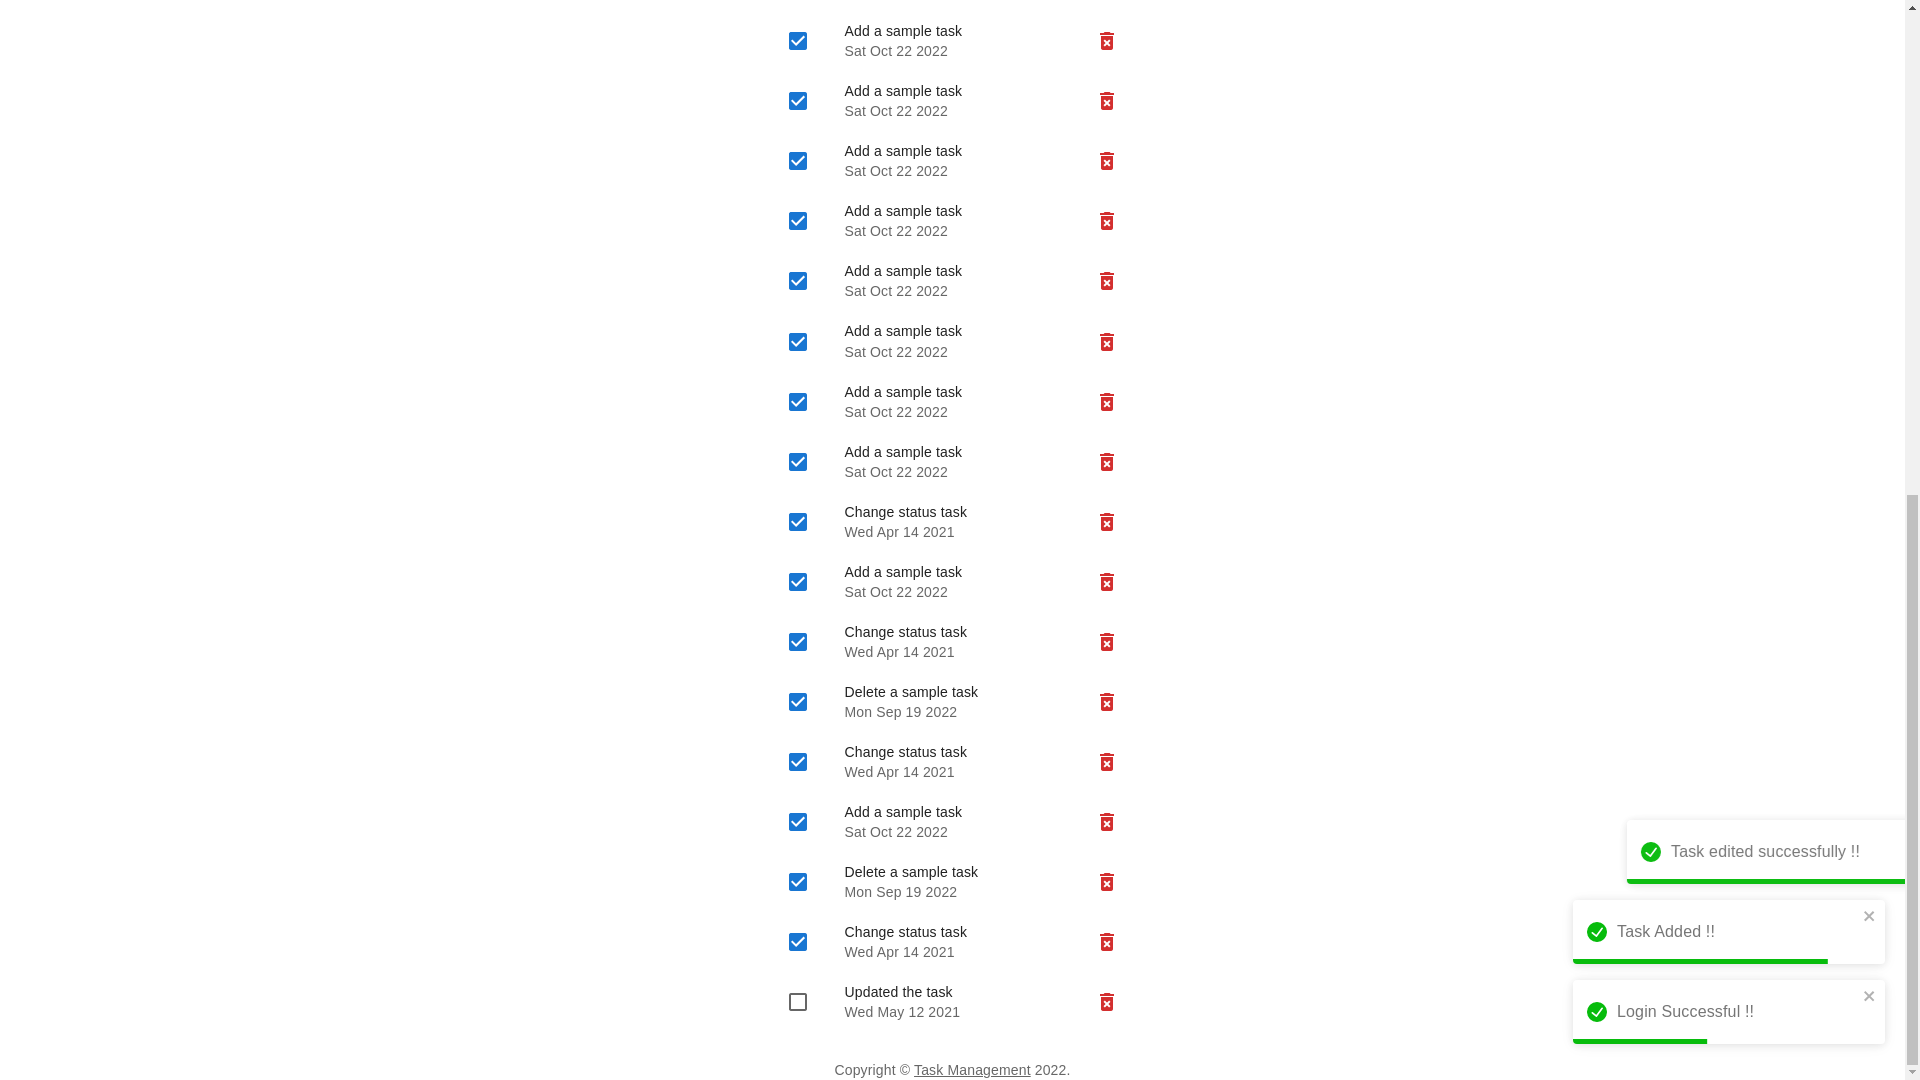 Add a sample task
Sat Oct 22 2022
Add a sample task
Sat Oct 22 2022
Add a sample task
Sat Oct 22 2022
Add a sample task
Sat Oct 22 2022
Add a sample task
Sat Oct 22 2022
Add a sample task
Sat Oct 22 2022
Add a sample task
Sat Oct 22 2022
Add a sample task
Sat Oct 22 2022
Change status task
Wed Apr 14 2021
Add a sample task
Sat Oct 22 2022
Change status task
Wed Apr 14 2021
Delete a sample task
Mon Sep 19 2022
Change status task
Wed Apr 14 2021
Add a sample task
Sat Oct 22 2022
Delete a sample task
Mon Sep 19 2022
Change status task
Wed Apr 14 2021
Updated the task
Wed May 12 2021
Copyright © Task Management 2022.
Task edited successfully !!
Task Added !!
Login Successful !!